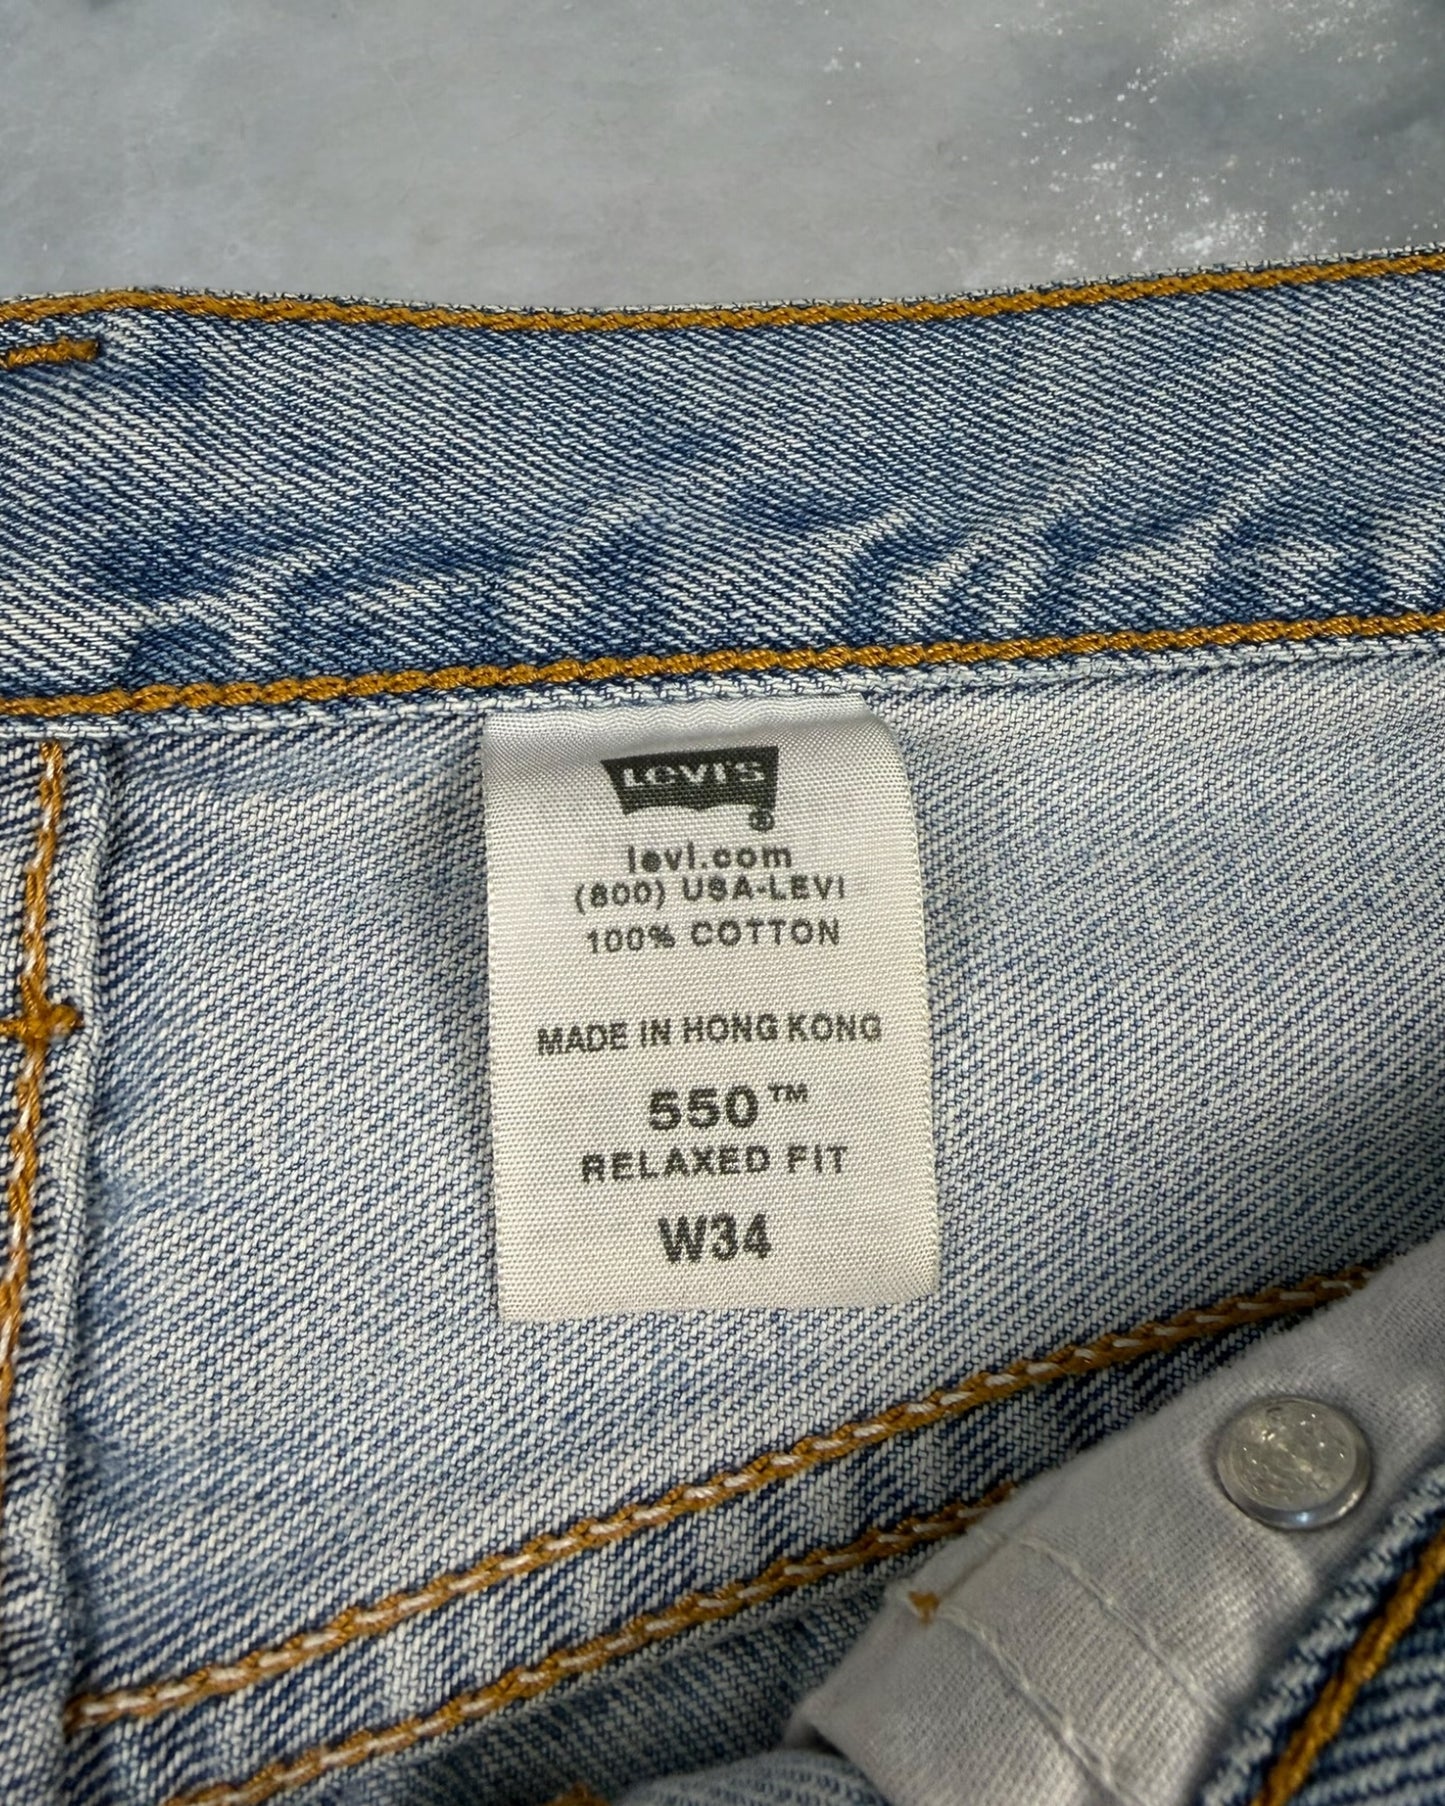 Levi's
®
levi.com
(800) USA-LEVI
100% COTTON
MADE IN HONG KONG
550™
RELAXED FIT
W34